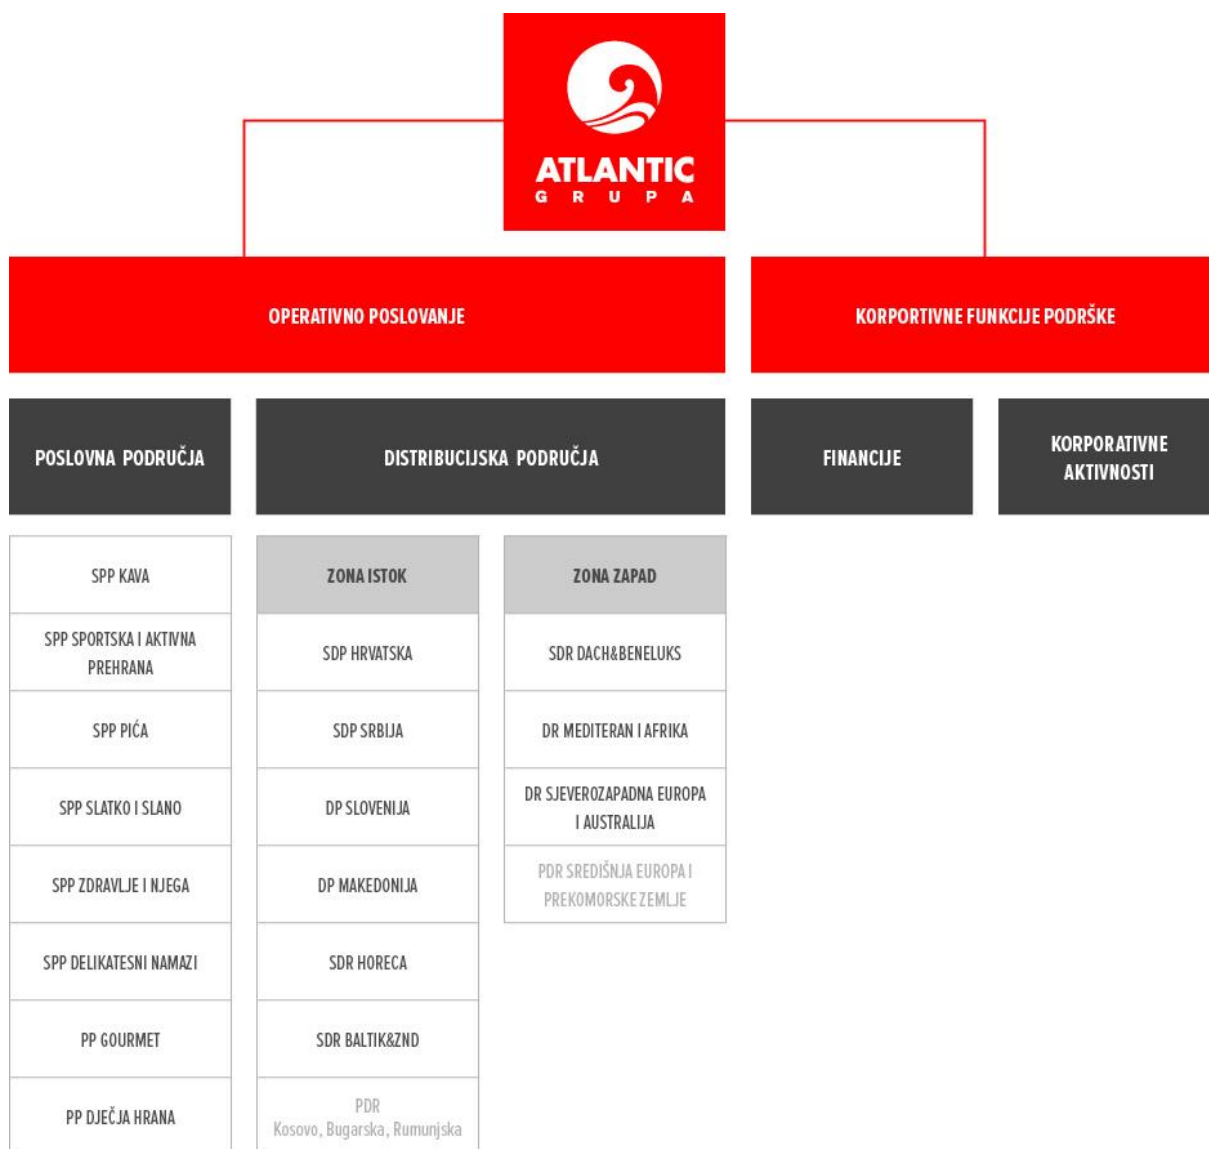 ATLANTIC
GRUPA
OPERATIVNO POSLOVANJE
KORPORTIVNE FUNKCIJE PODRŠKE
POSLOVNA PODRUČJA
DISTRIBUCIJSKA PODRUČJA
FINANCIJE
KORPORATIVNE
AKTIVNOSTI
SPP KAVA
SPP SPORTSKA I AKTIVNA
PREHRANA
SPP PIĆA
SPP SLATKO I SLANO
SPP ZDRAVLJE I NJEGA
SPP DELIKATESNI NAMAZI
PP GOURMET
PP DJEČJA HRANA
ZONA ISTOK
SDP HRVATSKA
SDP SRBIJA
DP SLOVENIJA
DP MAKEDONIJA
SDR HORECA
SDR BALTIK&ZND
PDR
Kosovo, Bugarska, Rumunjska
ZONA ZAPAD
SDR DACH&BENELUKS
DR MEDITERAN I AFRIKA
DR SJEVEROZAPADNA EUROPA
I AUSTRALIJA
PDR SREDIŠNJA EUROPA I
PREKOMORSKE ZEMLJE